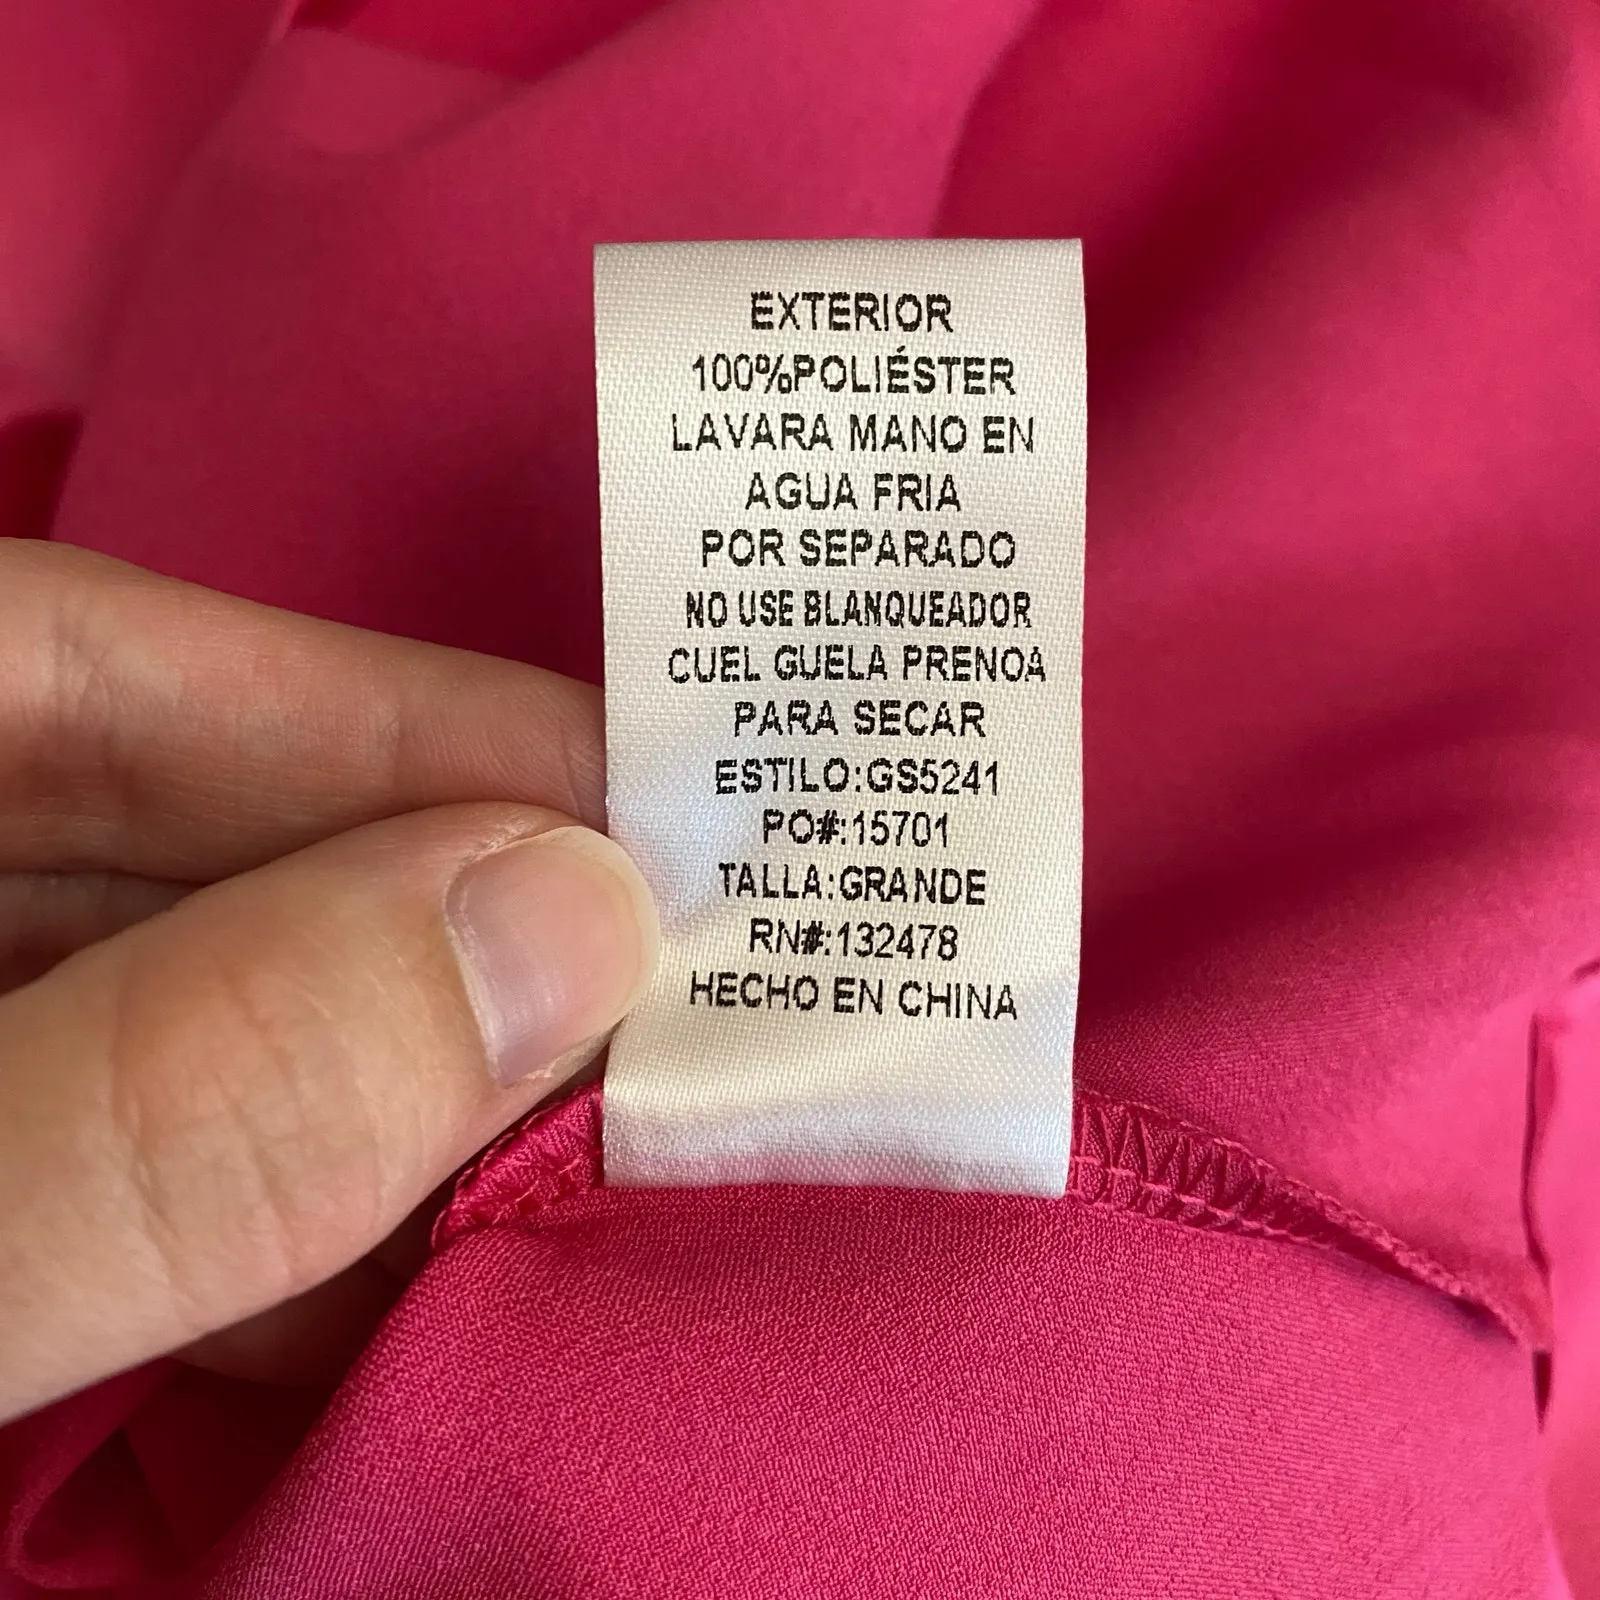 EXTERIOR
100%POLIÉSTER
LAVARA MANO EN
AGUA FRIA
POR SEPARADO
NO USE BLANQUEADOR
CUEL GUELA PRENOA
PARA SECAR
ESTILO:GS5241
PO#:15701
TALLA:GRANDE
RN#:132478
HECHO EN CHINA